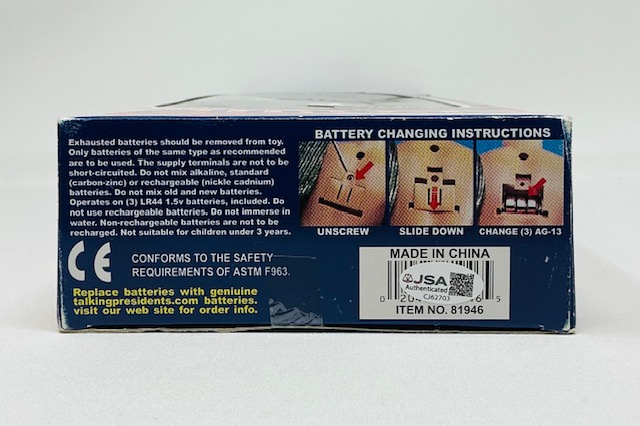 Exhausted batteries should be removed from toy.
Only batteries of the same type as recommended
are to be used. The supply terminals are not to be
short-circuited. Do not mix alkaline, standard
(carbon-zinc) or rechargeable (nickle cadnium)
batteries. Do not mix old and new batteries.
Operates on (3) LR44 1.5v batteries, included. Do
not use rechargeable batteries. Do not immerse in
water. Non-rechargeable batteries are not to be
recharged. Not suitable for children under 3 years.
CE
CONFORMS TO THE SAFETY
REQUIREMENTS OF ASTM F963.
Replace batteries with geniuine
talkingpresidents.com batteries.
visit our web site for order info.
BATTERY CHANGING INSTRUCTIONS
UNSCREW
SLIDE DOWN
CHANGE (3) AG-13
MADE IN CHINA
JSA
Authenticated
CJ62703
ITEM NO. 81946